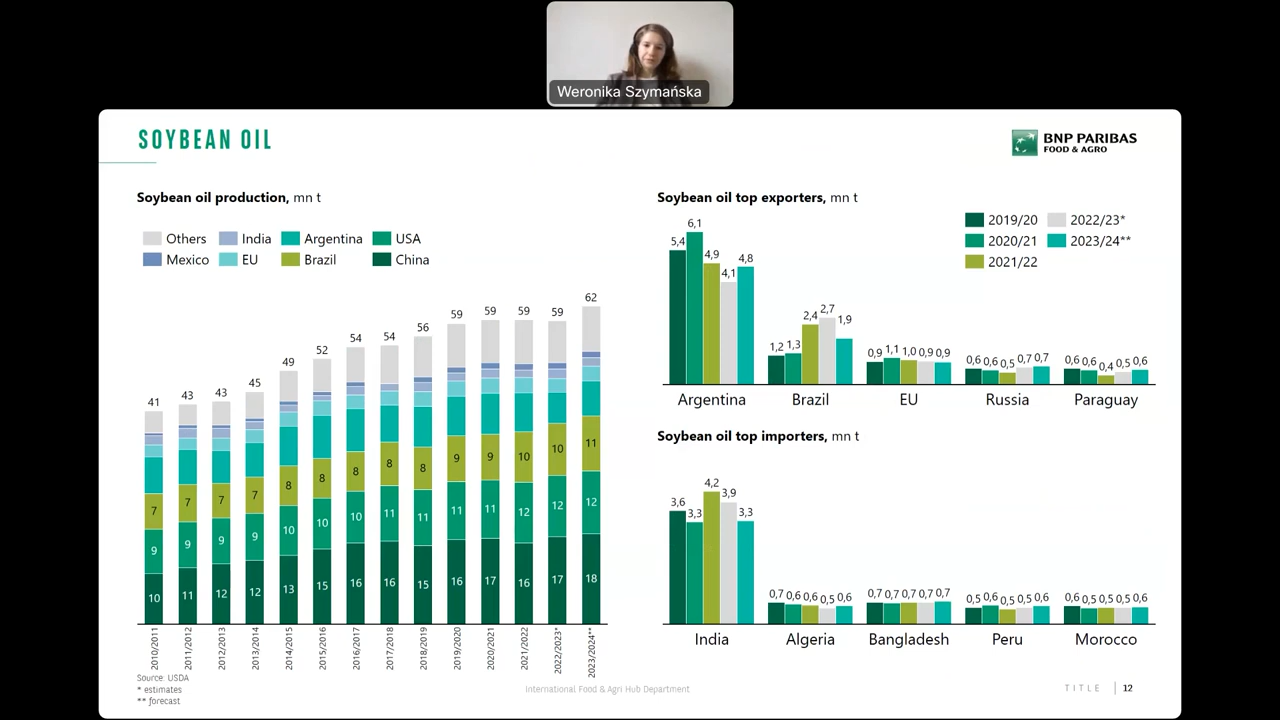 Weronika Szymańska
SOYBEAN OIL
BNP PARIBAS
FOOD & AGRO
Soybean oil production, mn t
Others India Argentina USA
Mexico EU Brazil China
41 43 43 45 49 52 54 54 56 59 59 59 59 62
7 7 7 7 8 8 8 8 8 9 9 10 10 11
9 9 9 9 10 10 10 11 11 11 11 12 12 12
10 11 12 12 13 15 16 16 15 16 17 16 17 18
2010/2011 2011/2012 2012/2013 2013/2014 2014/2015 2015/2016 2016/2017 2017/2018 2018/2019 2019/2020 2020/2021 2021/2022 2022/2023* 2023/2024**
Source: USDA
* estimates
** forecast
Soybean oil top exporters, mn t
2019/20 2022/23*
2020/21 2023/24**
2021/22
5,4 6,1 4,9 4,1 4,8
1,2 1,3 2,4 2,7 1,9
0,9 1,1 1,0 0,9 0,9
0,6 0,6 0,5 0,7 0,7
0,6 0,6 0,4 0,5 0,6
Argentina Brazil EU Russia Paraguay
Soybean oil top importers, mn t
3,6 3,3 4,2 3,9 3,3
0,7 0,6 0,6 0,5 0,6
0,7 0,7 0,7 0,7 0,7
0,5 0,6 0,5 0,5 0,6
0,6 0,5 0,5 0,5 0,6
India Algeria Bangladesh Peru Morocco
International Food & Agri Hub Department
TITLE 12